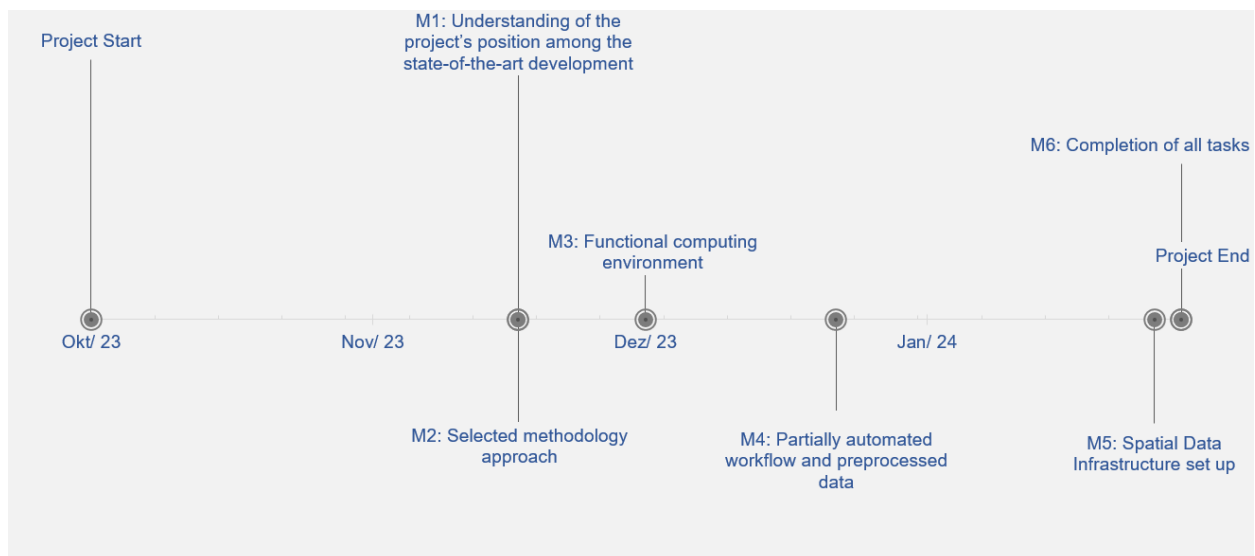 Project Start
M1: Understanding of the
project's position among the
state-of-the-art development
M6: Completion of all tasks
M3: Functional computing
environment
Project End
Okt/ 23
Nov/ 23
Dez/ 23
Jan/ 24
M2: Selected methodology
approach
M4: Partially automated
workflow and preprocessed
data
M5: Spatial Data
Infrastructure set up